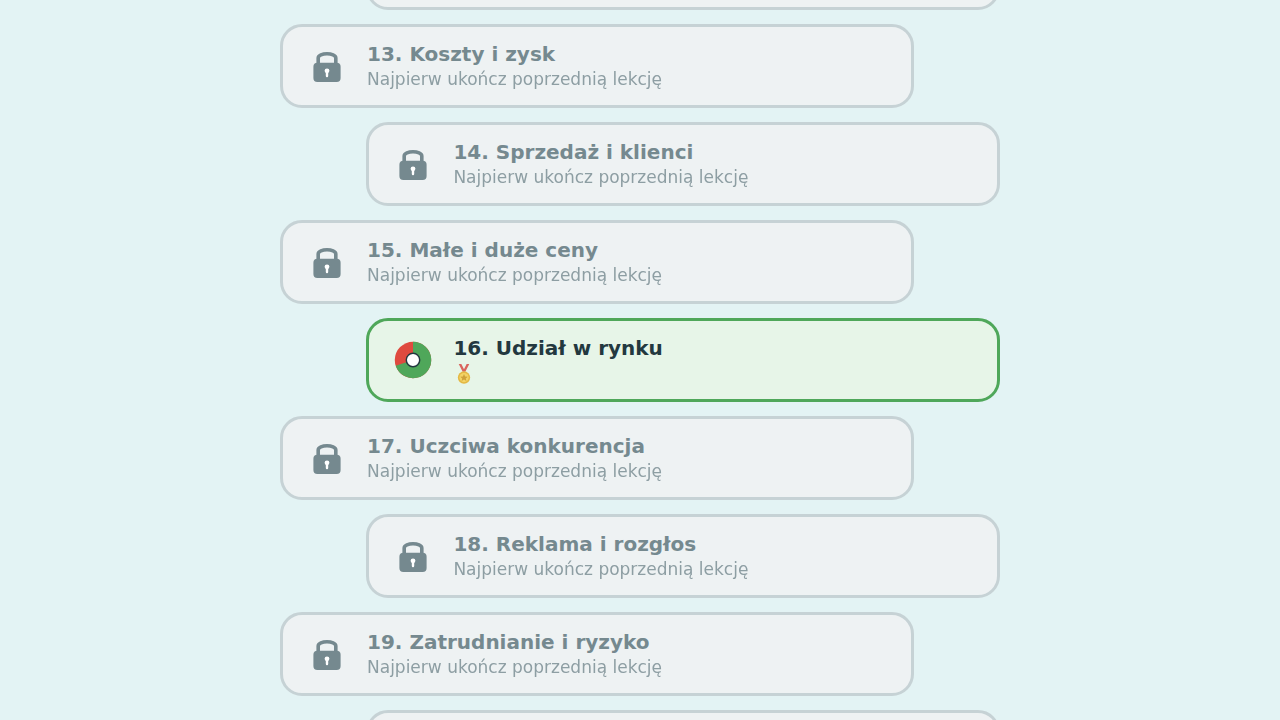 13. Koszty i zysk
Najpierw ukończ poprzednią lekcję
14. Sprzedaż i klienci
Najpierw ukończ poprzednią lekcję
15. Małe i duże ceny
Najpierw ukończ poprzednią lekcję
16. Udział w rynku
17. Uczciwa konkurencja
Najpierw ukończ poprzednią lekcję
18. Reklama i rozgłos
Najpierw ukończ poprzednią lekcję
19. Zatrudnianie i ryzyko
Najpierw ukończ poprzednią lekcję